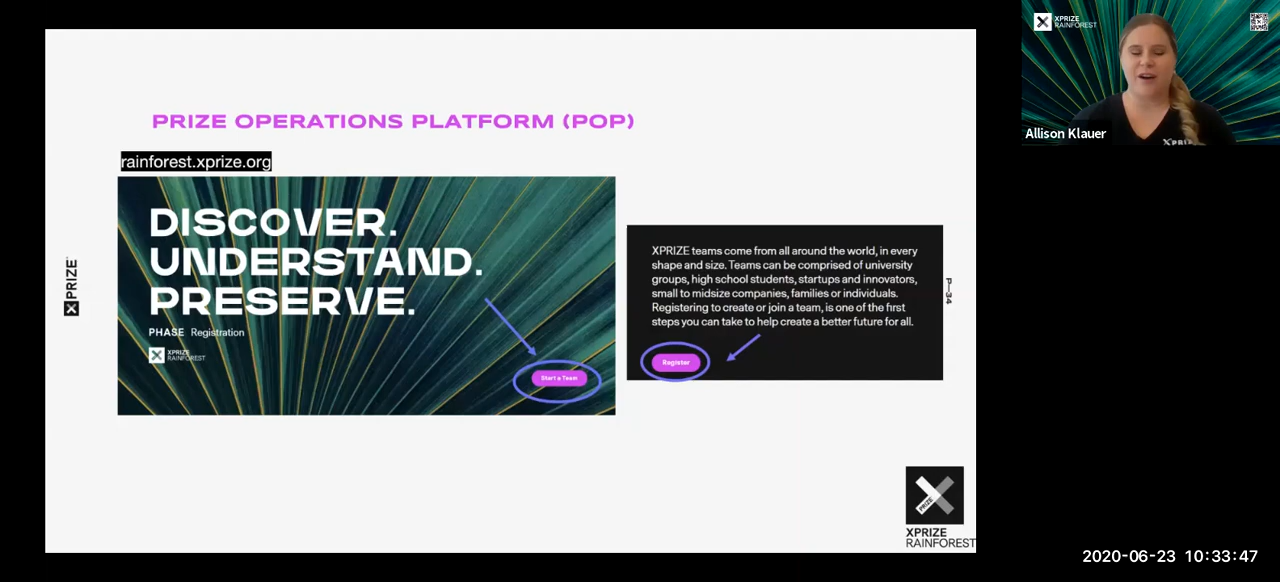 PRIZE OPERATIONS PLATFORM (POP)
rainforest.xprize.org
DISCOVER.
UNDERSTAND.
PRESERVE.
PHASE Registration
XPRIZE
RAINFOREST
Start a Team
XPRIZE
XPRIZE teams come from all around the world, in every
shape and size. Teams can be comprised of university
groups, high school students, startups and innovators,
small to midsize companies, families or individuals.
Registering to create or join a team, is one of the first
steps you can take to help create a better future for all.
Register
P—34
XPRIZE
XPRIZE
RAINFOREST
XPRIZE
RAINFOREST
Allison Klauer
2020-06-23 10:33:47